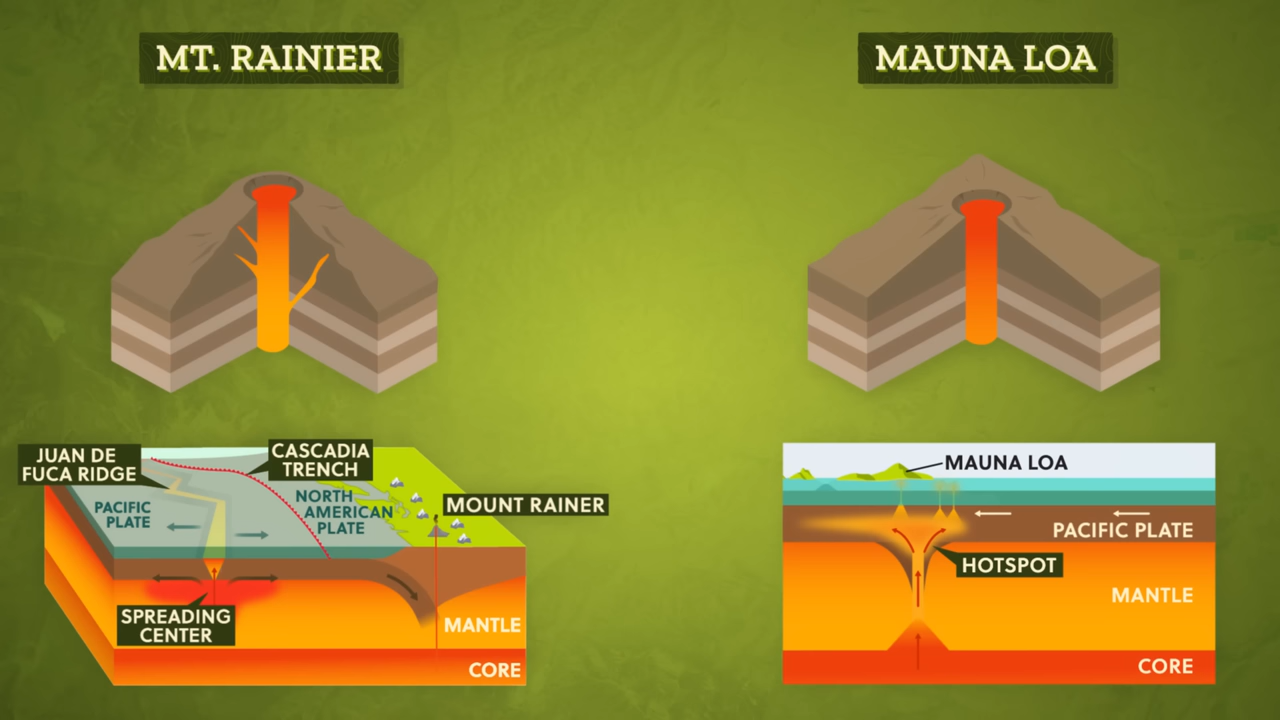 MT. RAINIER
MAUNA LOA
JUAN DE
FUCA RIDGE
CASCADIA
TRENCH
PACIFIC
PLATE
NORTH
AMERICAN
PLATE
MOUNT RAINER
SPREADING
CENTER
MANTLE
CORE
MAUNA LOA
PACIFIC PLATE
HOTSPOT
MANTLE
CORE